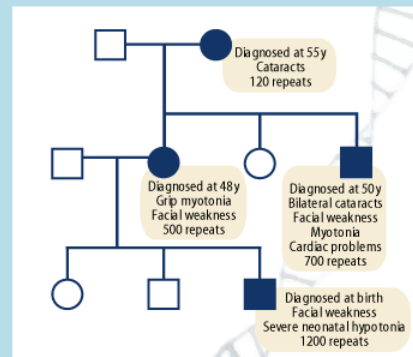 Diagnosed at 55y
Cataracts
120 repeats
Diagnosed at 48y
Grip myotonia
Facial weakness
500 repeats
Diagnosed at 50y
Bilateral cataracts
Facial weakness
Myotonia
Cardiac problems
700 repeats
Diagnosed at birth
Facial weakness
Severe neonatal hypotonia
1200 repeats